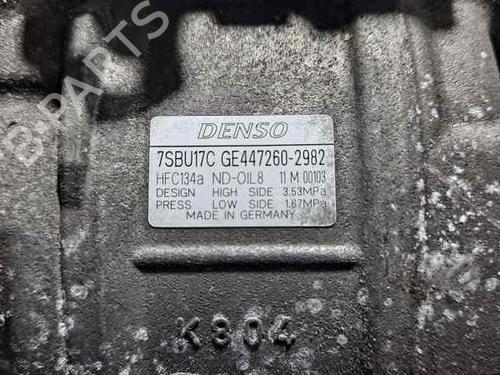 B-PARTS
DENSO
7SBU17C GE447260-2982
HFC134a ND-OIL8 11 M 00103
DESIGN HIGH SIDE 3.53MPa
PRESS LOW SIDE 1.67MPa
MADE IN GERMANY
K804